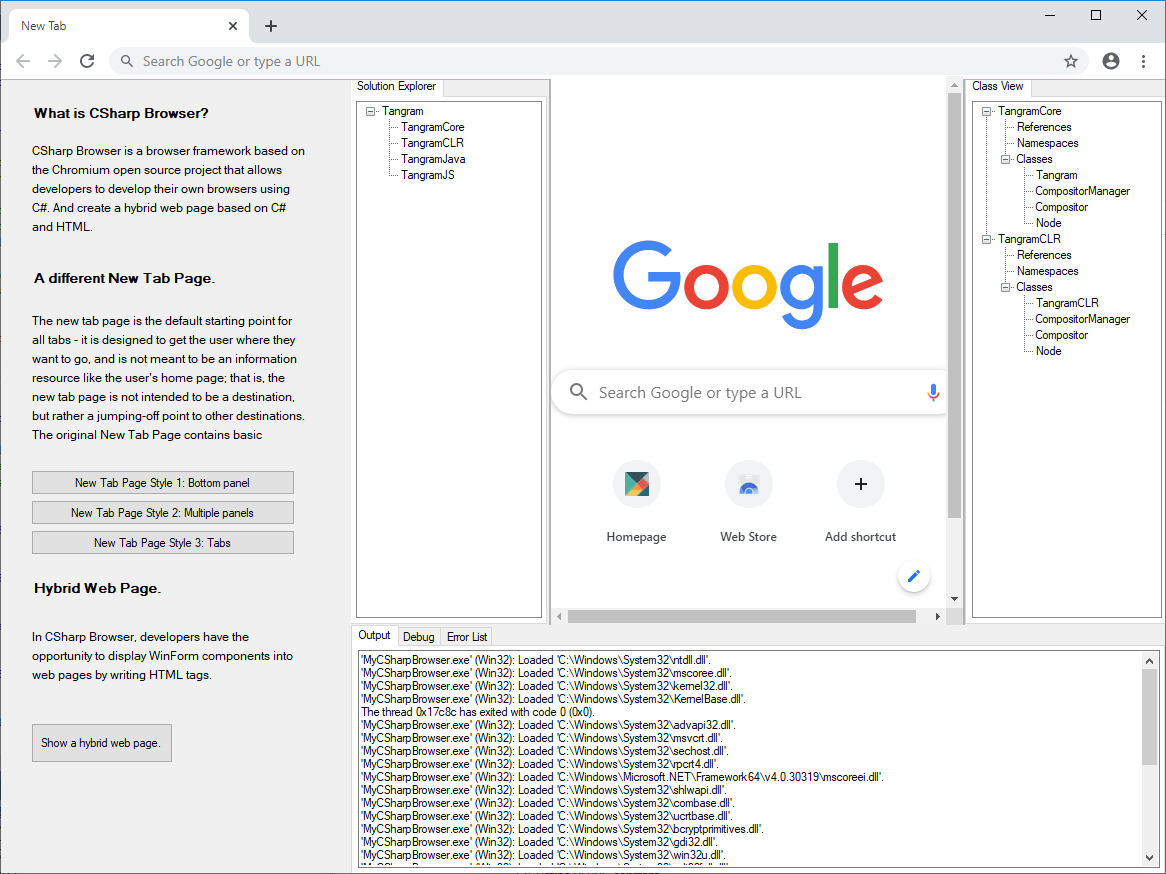 New Tab
Search Google or type a URL
What is CSharp Browser?
CSharp Browser is a browser framework based on
the Chromium open source project that allows
developers to develop their own browsers using
C#. And create a hybrid web page based on C#
and HTML.
A different New Tab Page.
The new tab page is the default starting point for
all tabs - it is designed to get the user where they
want to go, and is not meant to be an information
resource like the user's home page; that is, the
new tab page is not intended to be a destination,
but rather a jumping-off point to other destinations.
The original New Tab Page contains basic
New Tab Page Style 1: Bottom panel
New Tab Page Style 2: Multiple panels
New Tab Page Style 3: Tabs
Hybrid Web Page.
In CSharp Browser, developers have the
opportunity to display WinForm components into
web pages by writing HTML tags.
Show a hybrid web page.
Solution Explorer
Tangram
TangramCore
TangramCLR
TangramJava
TangramJS
Google
Search Google or type a URL
Homepage
Web Store
Add shortcut
Class View
TangramCore
References
Namespaces
Classes
Tangram
CompositorManager
Compositor
Node
TangramCLR
References
Namespaces
Classes
TangramCLR
CompositorManager
Compositor
Node
Output
Debug
Error List
'MyCSharpBrowser.exe' (Win32): Loaded 'C:\Windows\System32\ntdll.dll'.
'MyCSharpBrowser.exe' (Win32): Loaded 'C:\Windows\System32\mscoree.dll'.
'MyCSharpBrowser.exe' (Win32): Loaded 'C:\Windows\System32\kernel32.dll'.
'MyCSharpBrowser.exe' (Win32): Loaded 'C:\Windows\System32\KernelBase.dll'.
The thread 0x17c8c has exited with code 0 (0x0).
'MyCSharpBrowser.exe' (Win32): Loaded 'C:\Windows\System32\advapi32.dll'.
'MyCSharpBrowser.exe' (Win32): Loaded 'C:\Windows\System32\msvcrt.dll'.
'MyCSharpBrowser.exe' (Win32): Loaded 'C:\Windows\System32\sechost.dll'.
'MyCSharpBrowser.exe' (Win32): Loaded 'C:\Windows\System32\rpcrt4.dll'.
'MyCSharpBrowser.exe' (Win32): Loaded 'C:\Windows\Microsoft.NET\Framework64\v4.0.30319\mscoreei.dll'.
'MyCSharpBrowser.exe' (Win32): Loaded 'C:\Windows\System32\shlwapi.dll'.
'MyCSharpBrowser.exe' (Win32): Loaded 'C:\Windows\System32\combase.dll'.
'MyCSharpBrowser.exe' (Win32): Loaded 'C:\Windows\System32\ucrtbase.dll'.
'MyCSharpBrowser.exe' (Win32): Loaded 'C:\Windows\System32\bcryptprimitives.dll'.
'MyCSharpBrowser.exe' (Win32): Loaded 'C:\Windows\System32\gdi32.dll'.
'MyCSharpBrowser.exe' (Win32): Loaded 'C:\Windows\System32\win32u.dll'.